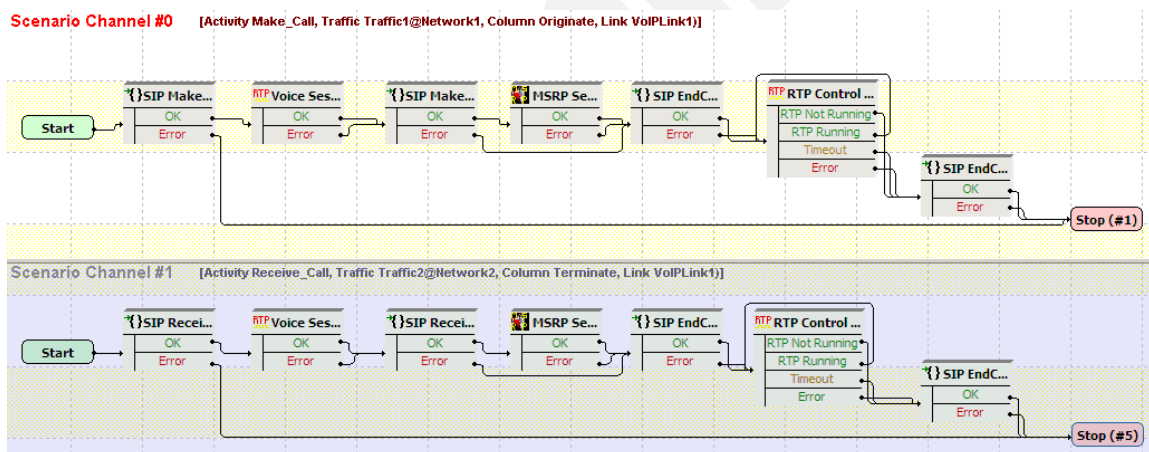 Scenario Channel #0 [Activity Make_Call, Traffic Traffic1@Network1, Column Originate, Link VoIPLink1)]
{}SIP Make... RTP Voice Ses... {}SIP Make... MSRP Se... {} SIP EndC... RTP RTP Control ...
OK OK OK OK OK RTP Not Running
Start Error Error Error Error Error RTP Running
Timeout
Error {} SIP EndC...
OK
Error
Stop (#1)
Scenario Channel #1 [Activity Receive_Call, Traffic Traffic2@Network2, Column Terminate, Link VoIPLink1)]
{}SIP Recei... RTP Voice Ses... {}SIP Recei... MSRP Se... {} SIP EndC... RTP RTP Control ...
OK OK OK OK OK RTP Not Running
Start Error Error Error Error Error RTP Running
Timeout {} SIP EndC...
Error OK
Error
Stop (#5)